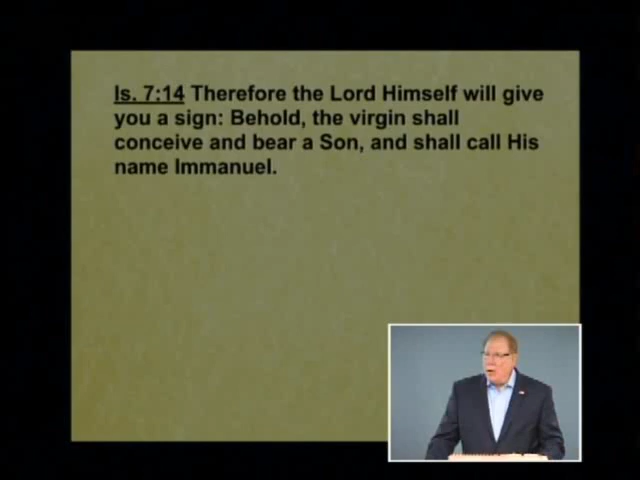 Is. 7:14 Therefore the Lord Himself will give
you a sign: Behold, the virgin shall
conceive and bear a Son, and shall call His
name Immanuel.